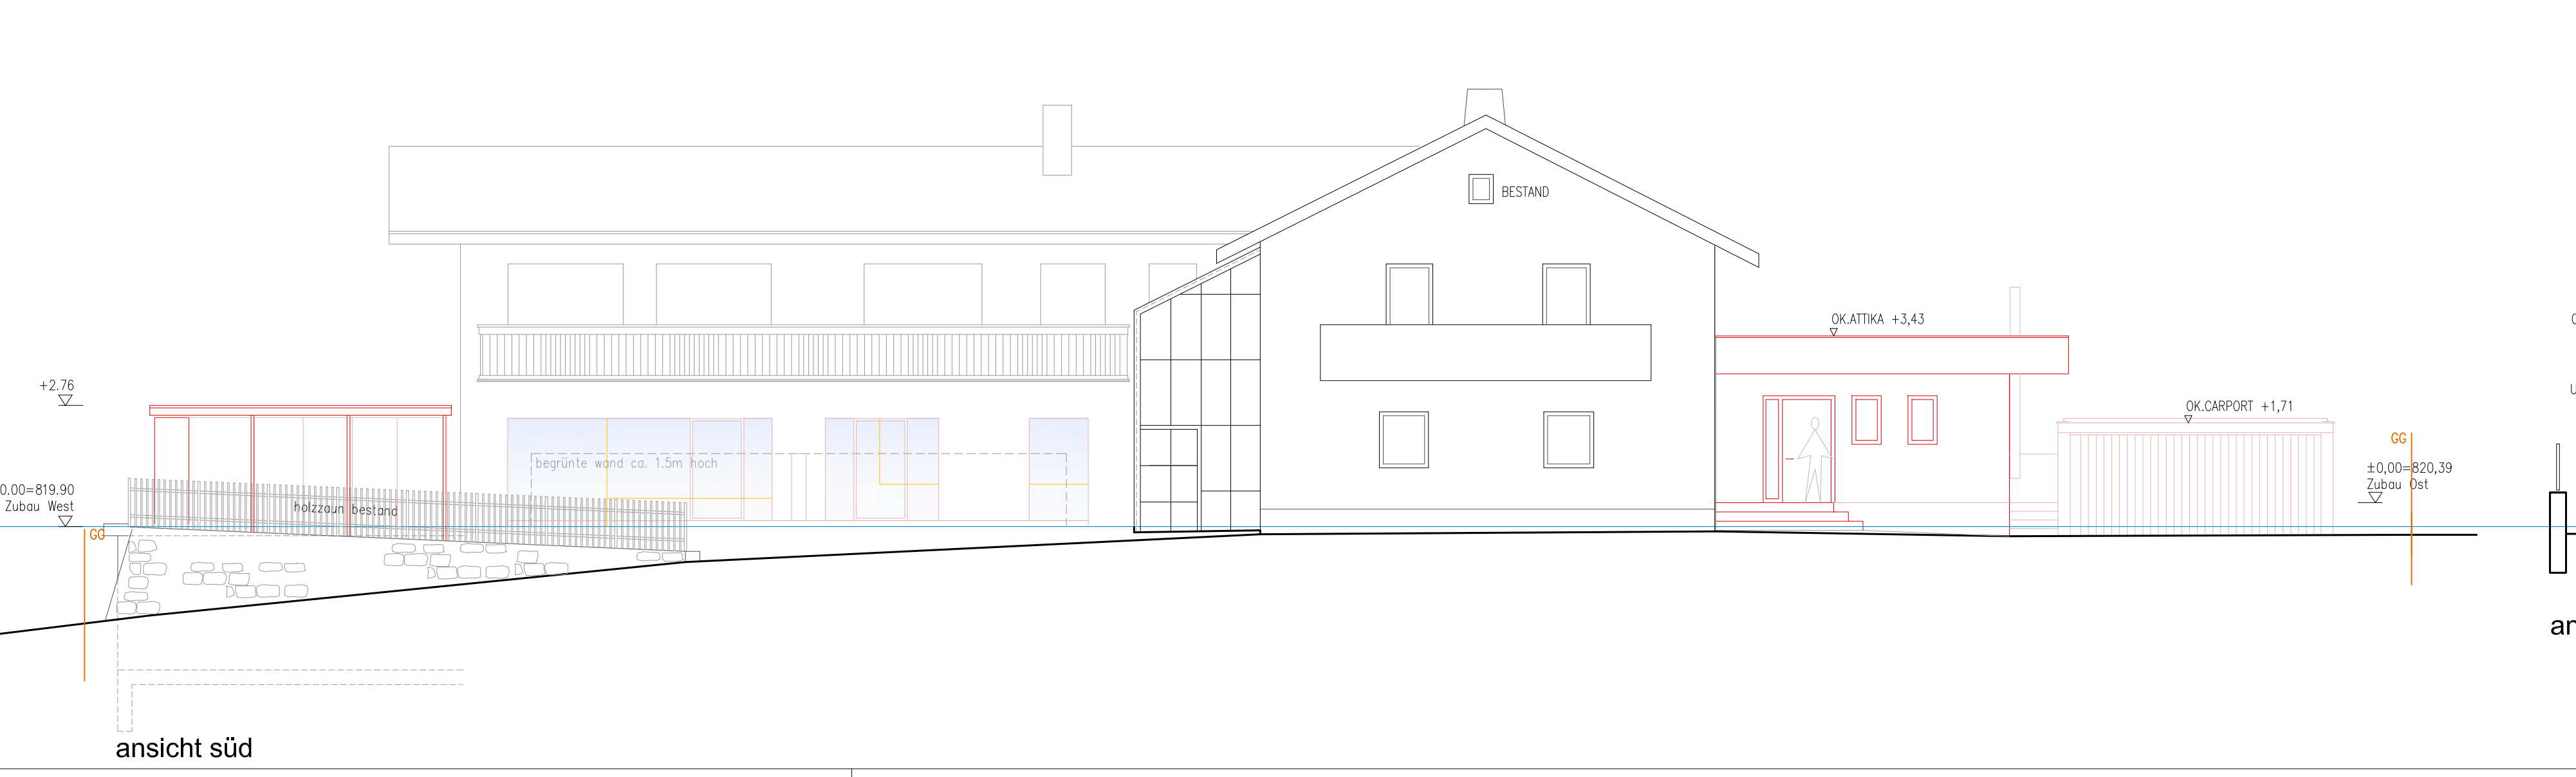 BESTAND
OK.ATTIKA +3,43
+2.76
OK.CARPORT +1,71
GG
begrünte wand ca. 1.5m hoch
±0,00=820,39
Zubau Ost
0.00=819.90
Zubau West
holzzaun bestand
GG
an
ansicht süd